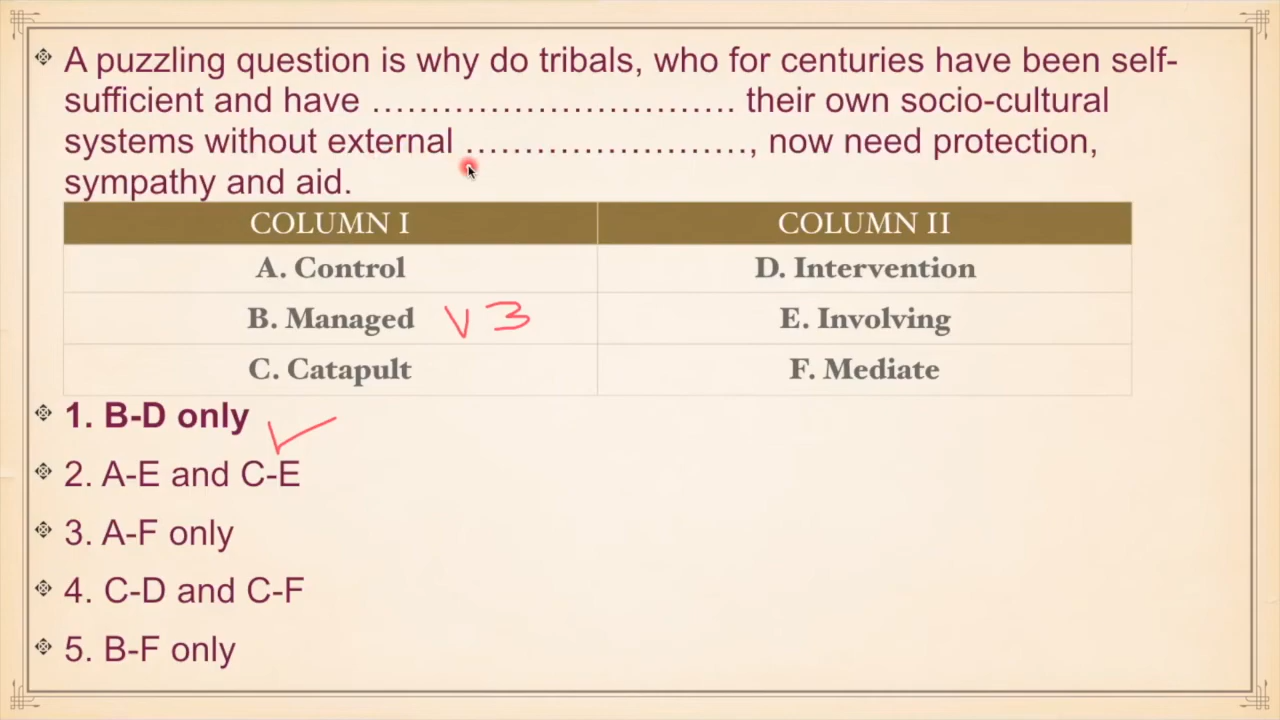 A puzzling question is why do tribals, who for centuries have been self-
sufficient and have ................................. their own socio-cultural
systems without external .........................., now need protection,
sympathy and aid.
COLUMN I COLUMN II
A. Control D. Intervention
B. Managed V3 E. Involving
C. Catapult F. Mediate
1. B-D only
2. A-E and C-E
3. A-F only
4. C-D and C-F
5. B-F only